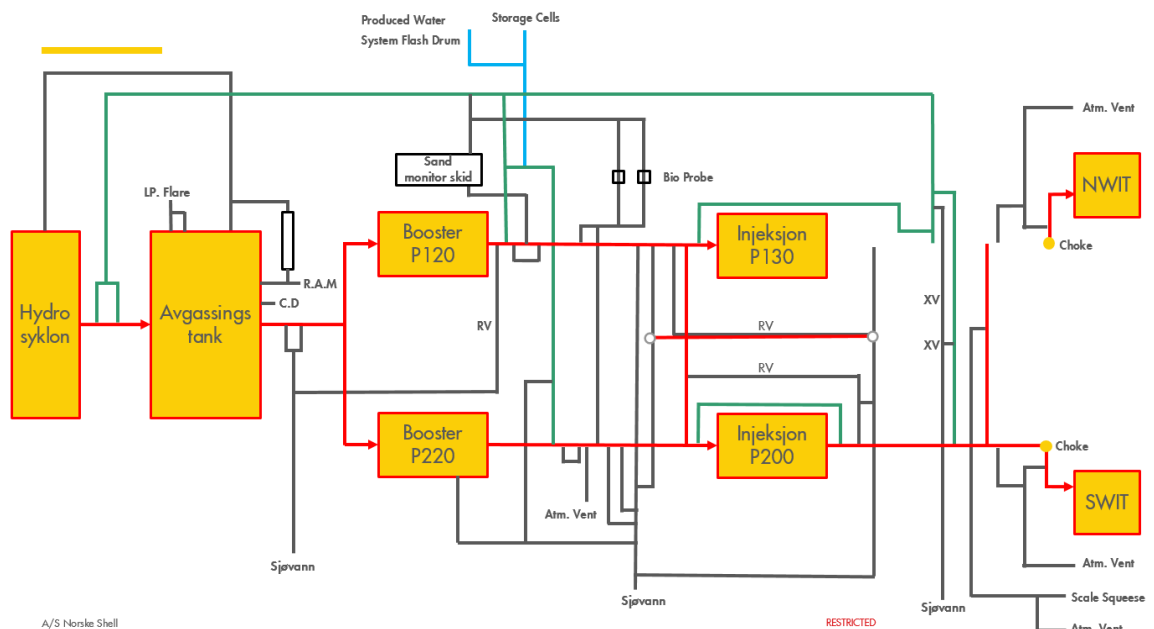 Produced Water
System Flash Drum
Storage Cells
Atm. Vent
Sand
monitor skid
Bio Probe
NWIT
LP. Flare
Booster
P120
Injeksjon
P130
Choke
Hydro
syklon
Avgassings
tank
R.A.M
C.D
XV
RV
RV
XV
RV
Booster
P220
Injeksjon
P200
Choke
SWIT
Atm. Vent
Sjøvann
Atm. Vent
Sjøvann
Sjøvann
Scale Squeese
Atm. Vent
A/S Norske Shell
RESTRICTED